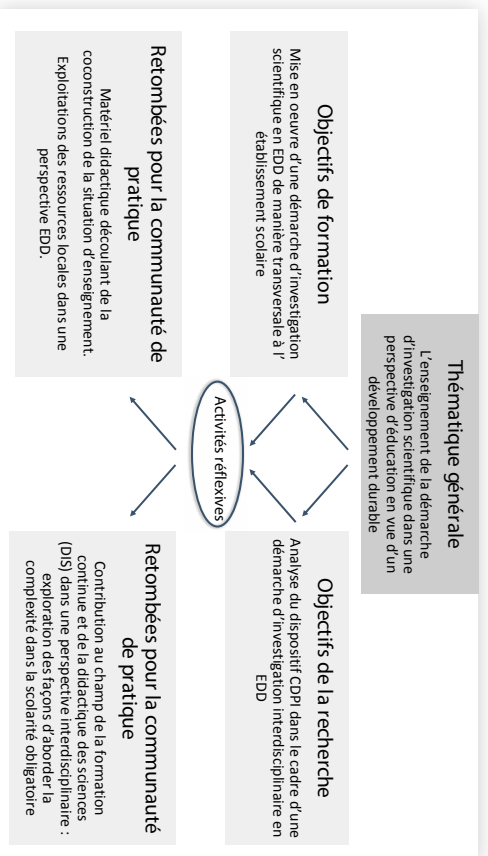 Thématique générale
L'enseignement de la démarche
d'investigation scientifique dans une
perspective d'éducation en vue d'un
développement durable
Objectifs de formation
Mise en oeuvre d'une démarche d'investigation
scientifique en EDD de manière transversale à l'
établissement scolaire
Objectifs de la recherche
Analyse du dispositif CDPI dans le cadre d'une
démarche d'investigation interdisciplinaire en
EDD
Activités réflexives
Retombées pour la communauté de
pratique
Matériel didactique découlant de la
coconstruction de la situation d'enseignement.
Exploitations des ressources locales dans une
perspective EDD.
Retombées pour la communauté
de pratique
Contribution au champ de la formation
continue et de la didactique des sciences
(DIS) dans une perspective interdisciplinaire :
exploration des façons d'aborder la
complexité dans la scolarité obligatoire